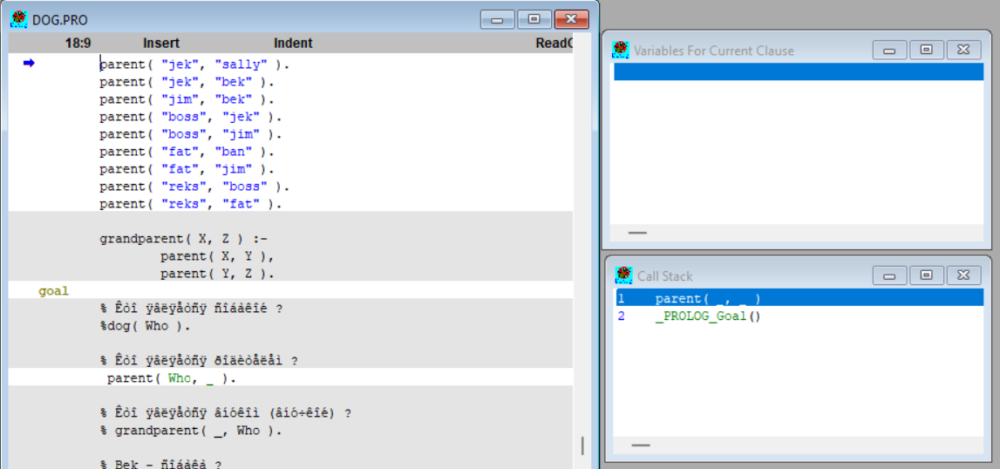 DOG.PRO
18:9 Insert Indent ReadO
parent( "jek", "sally" ).
parent( "jek", "bek" ).
parent( "jim", "bek" ).
parent( "boss", "jek" ).
parent( "boss", "jim" ).
parent( "fat", "ban" ).
parent( "fat", "jim" ).
parent( "reks", "boss" ).
parent( "reks", "fat" ).
grandparent( X, Z ) :-
parent( X, Y ),
parent( Y, Z ).
goal
% Êòî ÿâëÿåòñÿ ñîáàêîé ?
%dog( Who ).
% Êòî ÿâëÿåòñÿ ðîäèòåëåì ?
parent( Who, _ ).
% Êòî ÿâëÿåòñÿ âíóêîì (âíó÷êîé) ?
% grandparent( _, Who ).
% Bek - ñîáàêà ?
Variables For Current Clause
Call Stack
1 parent( _, _ )
2 _PROLOG_Goal()